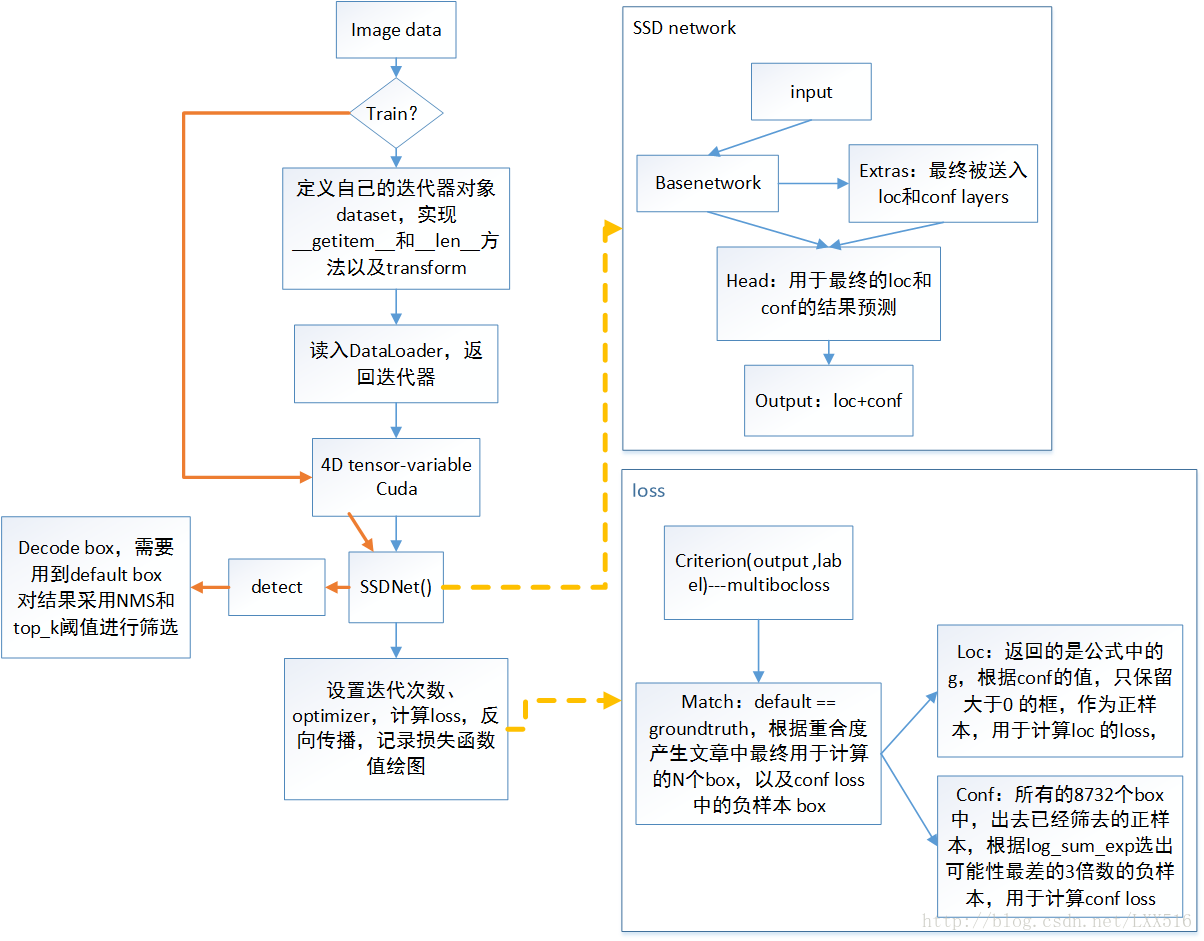 Image data
Train?
定义自己的迭代器对象
dataset，实现
__getitem__和__len__方
法以及transform
读入DataLoader，返
回迭代器
4D tensor-variable
Cuda
SSDNet()
detect
Decode box，需要
用到default box
对结果采用NMS和
top_k阈值进行筛选
设置迭代次数、
optimizer，计算loss，反
向传播，记录损失函数
值绘图
SSD network
input
Basenetwork
Extras：最终被送入
loc和conf layers
Head：用于最终的loc和
conf的结果预测
Output：loc+conf
loss
Criterion(output ,lab
el)---multibocloss
Match：default ==
groundtruth，根据重合度
产生文章中最终用于计算
的N个box，以及conf loss
中的负样本 box
Loc：返回的是公式中的
g，根据conf的值，只保留
大于0 的框，作为正样
本，用于计算loc 的loss，
Conf：所有的8732个box
中，出去已经筛去的正样
本，根据log_sum_exp选出
可能性最差的3倍数的负样
本，用于计算conf loss
http://blog.csdn.net/LXX516